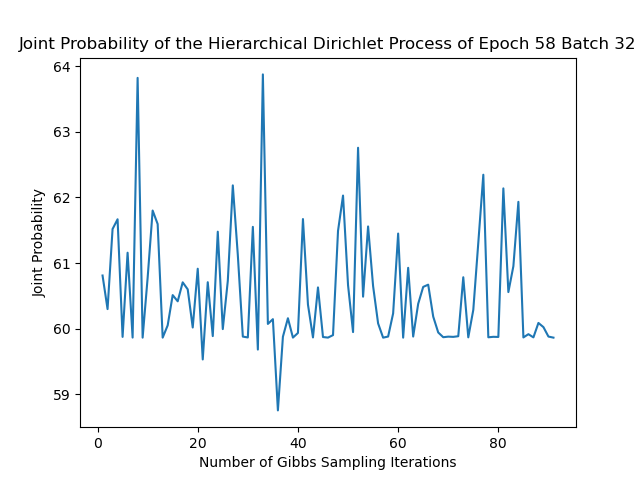 Joint Probability of the Hierarchical Dirichlet Process of Epoch 58 Batch 32
64
63
62
61
60
59
Joint Probability
0 20 40 60 80
Number of Gibbs Sampling Iterations